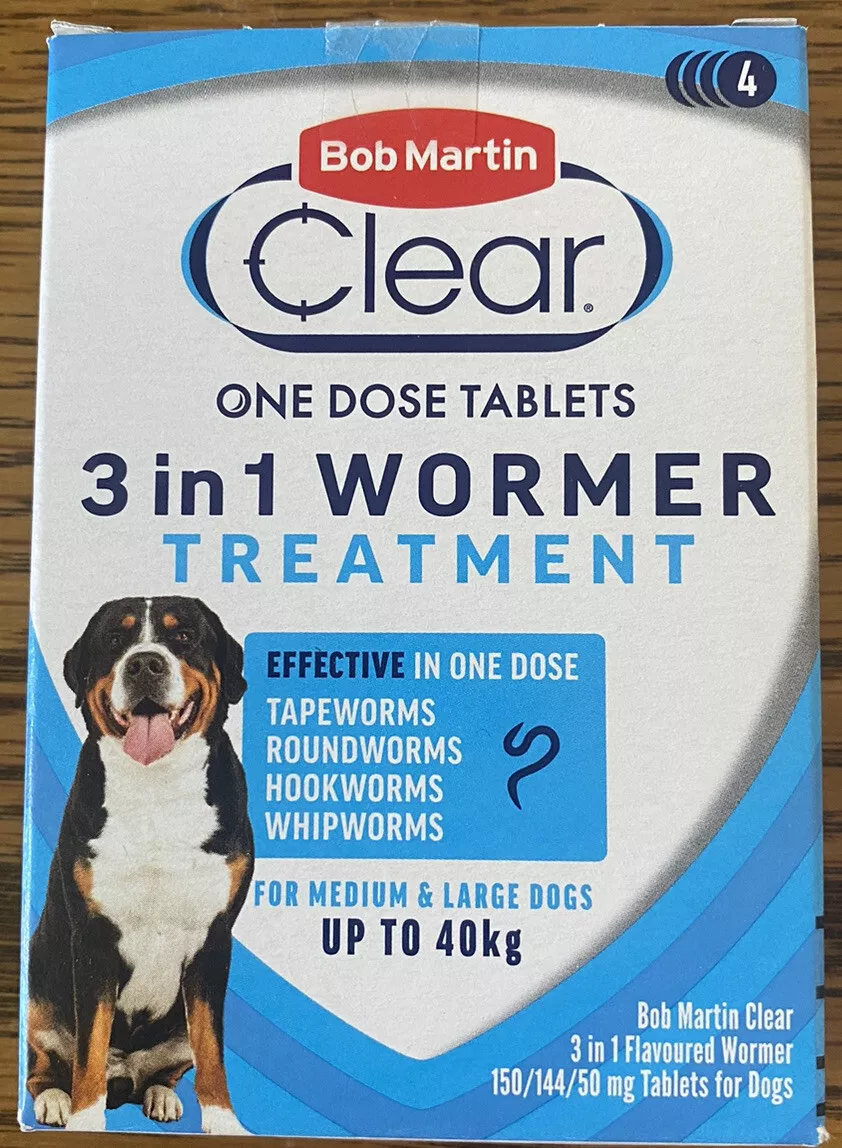 4
Bob Martin
Clear®
ONE DOSE TABLETS
3 in 1 WORMER
TREATMENT
EFFECTIVE IN ONE DOSE
TAPEWORMS
ROUNDWORMS
HOOKWORMS
WHIPWORMS
FOR MEDIUM & LARGE DOGS
UP TO 40kg
Bob Martin Clear
3 in 1 Flavoured Wormer
150/144/50 mg Tablets for Dogs